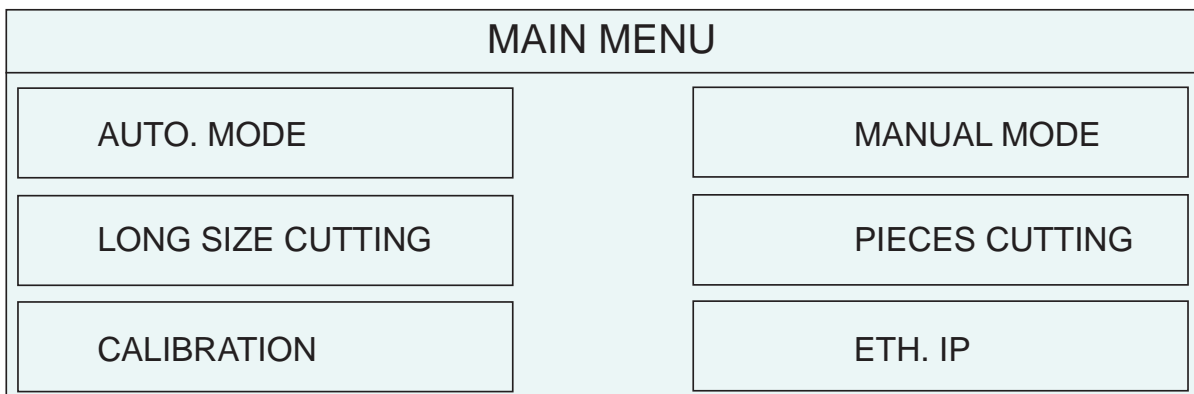 MAIN MENU
AUTO. MODE
MANUAL MODE
LONG SIZE CUTTING
PIECES CUTTING
CALIBRATION
ETH. IP